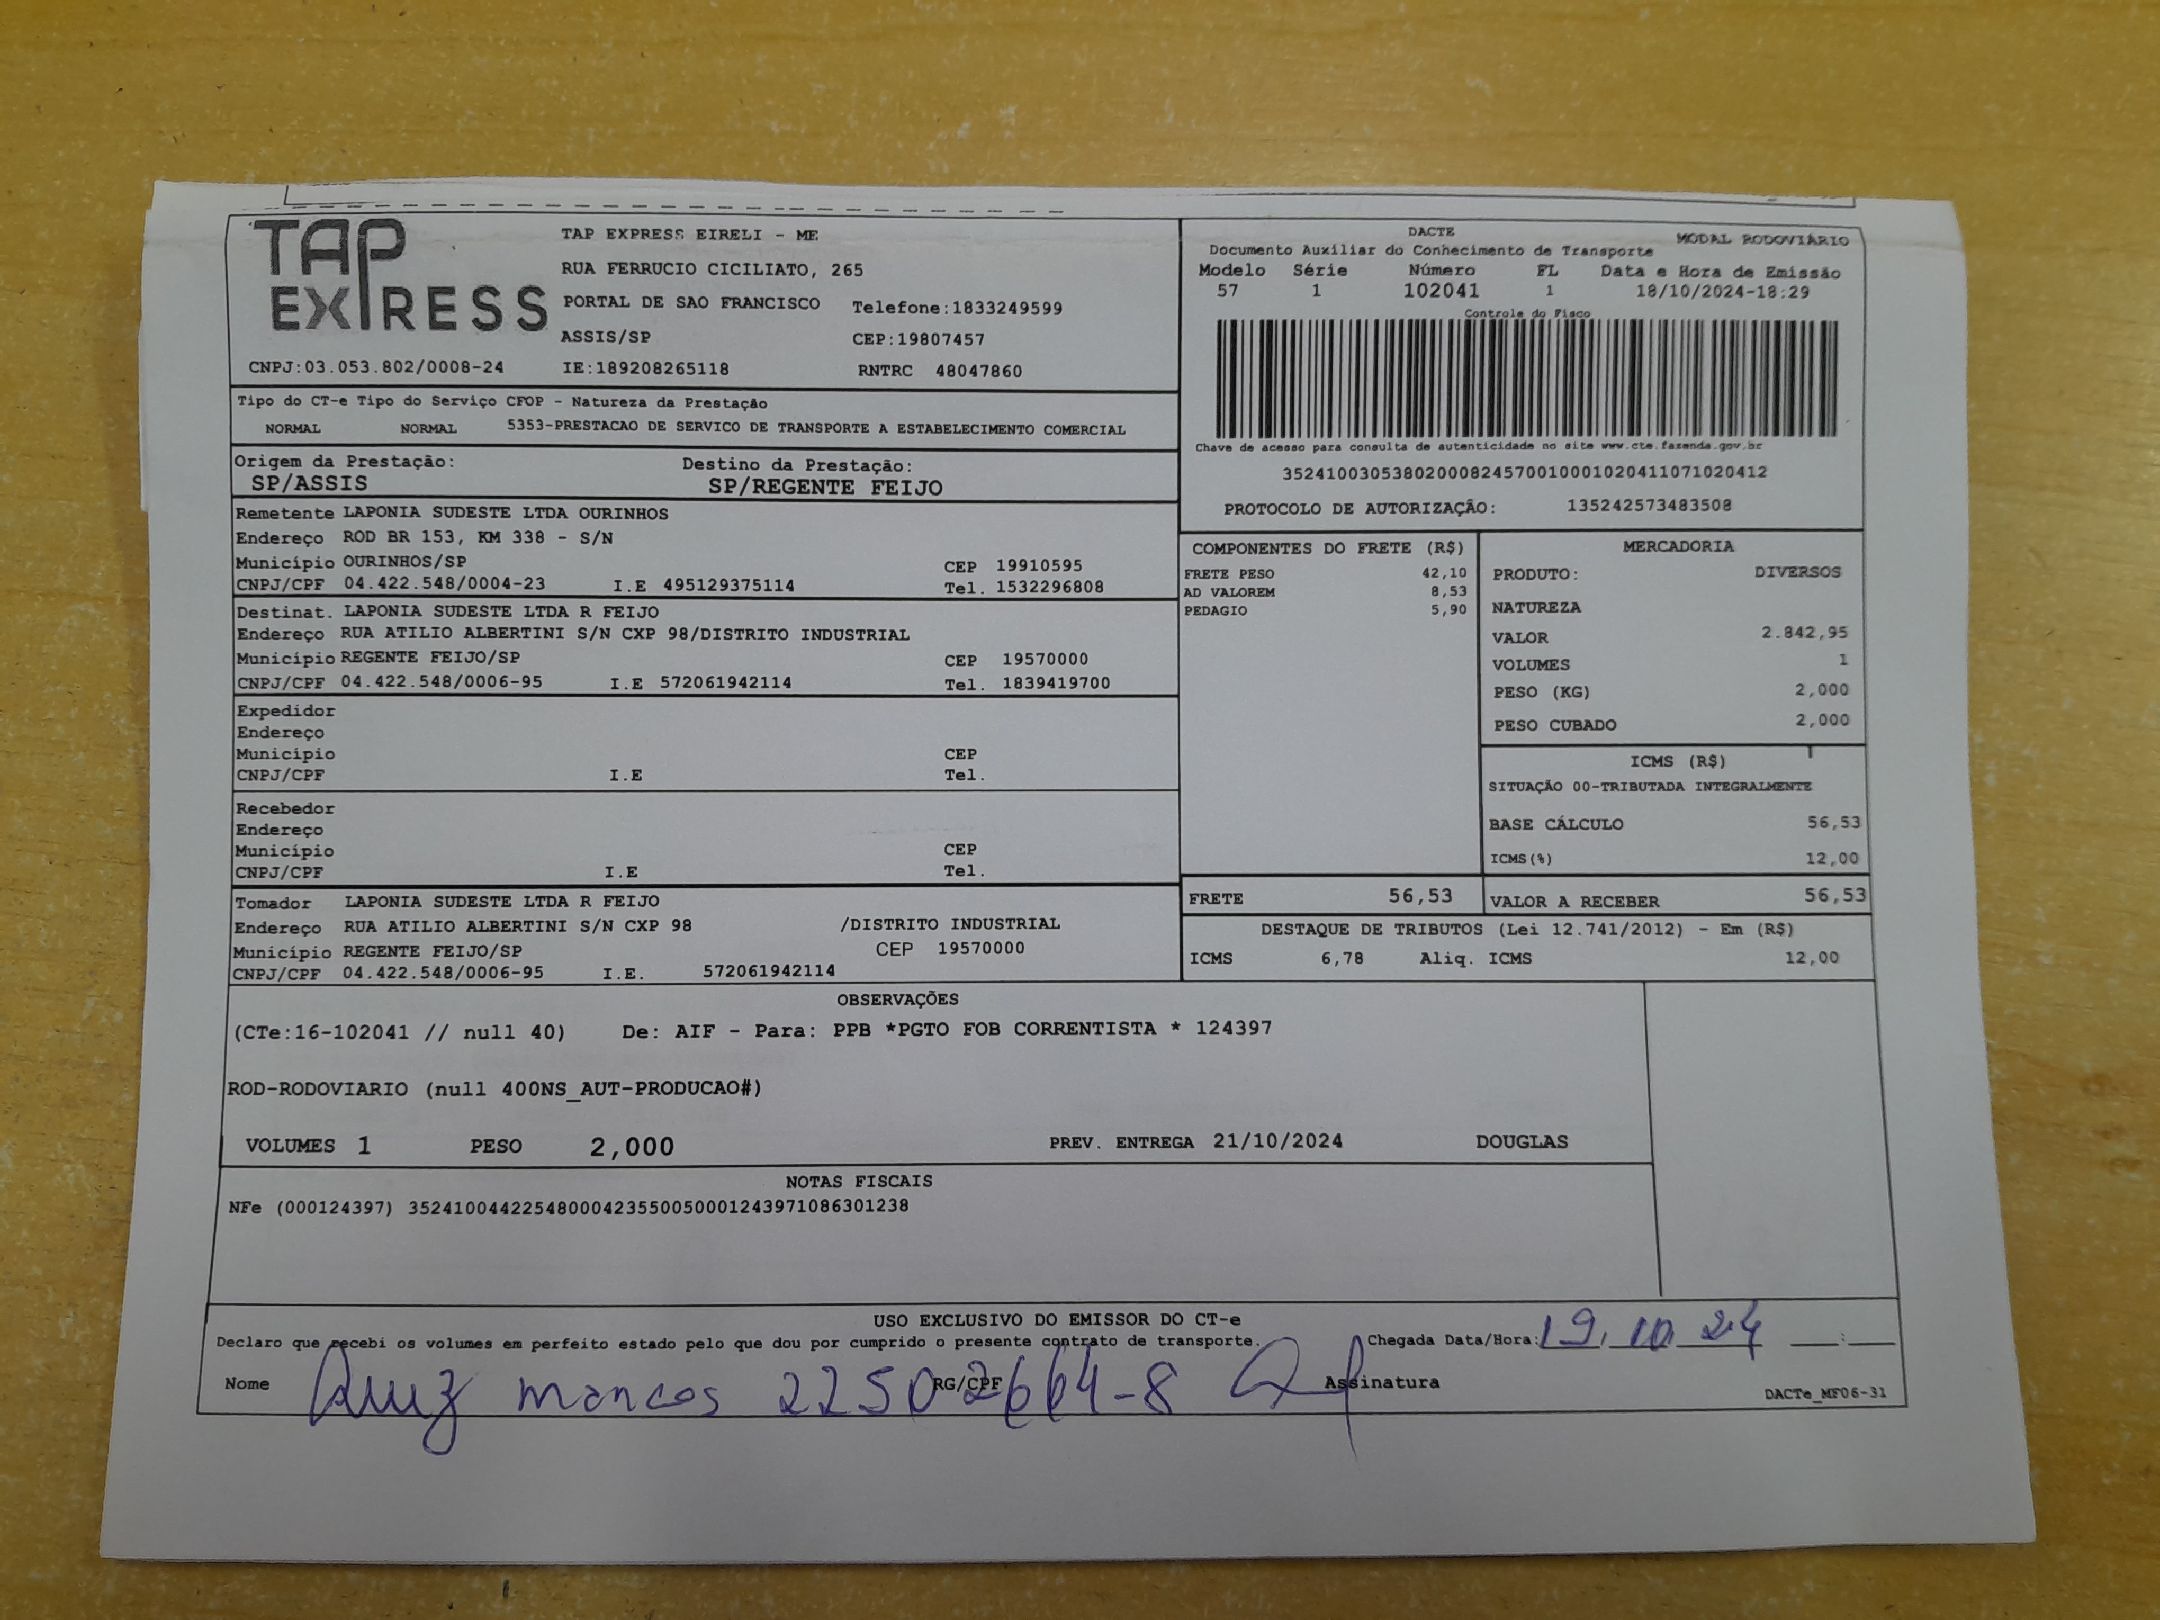 TAP EXPRESS
TAP EXPRESS EIRELI - ME
RUA FERRUCIO CICILIATO, 265
PORTAL DE SAO FRANCISCO Telefone:1833249599
ASSIS/SP CEP:19807457
CNPJ:03.053.802/0008-24 IE:189208265118 RNTRC 48047860
DACTE
Documento Auxiliar do Conhecimento de Transporte MODAL RODOVIÁRIO
Modelo Série Número FL Data e Hora de Emissão
57 1 102041 1 18/10/2024-18:29
Controle do Fisco
Chave de acesso para consulta de autenticidade no site www.cte.fazenda.gov.br
35241003053802000824570010001020411071020412
PROTOCOLO DE AUTORIZAÇÃO: 135242573483508
Tipo do CT-e Tipo do Serviço CFOP - Natureza da Prestação
NORMAL NORMAL 5353-PRESTACAO DE SERVICO DE TRANSPORTE A ESTABELECIMENTO COMERCIAL
Origem da Prestação: Destino da Prestação:
SP/ASSIS SP/REGENTE FEIJO
Remetente LAPONIA SUDESTE LTDA OURINHOS
Endereço ROD BR 153, KM 338 - S/N
Município OURINHOS/SP CEP 19910595
CNPJ/CPF 04.422.548/0004-23 I.E 495129375114 Tel. 1532296808
Destinat. LAPONIA SUDESTE LTDA R FEIJO
Endereço RUA ATILIO ALBERTINI S/N CXP 98/DISTRITO INDUSTRIAL
Município REGENTE FEIJO/SP CEP 19570000
CNPJ/CPF 04.422.548/0006-95 I.E 572061942114 Tel. 1839419700
Expedidor
Endereço
Município CEP
CNPJ/CPF I.E Tel.
Recebedor
Endereço
Município CEP
CNPJ/CPF I.E Tel.
Tomador LAPONIA SUDESTE LTDA R FEIJO
Endereço RUA ATILIO ALBERTINI S/N CXP 98 /DISTRITO INDUSTRIAL
Município REGENTE FEIJO/SP CEP 19570000
CNPJ/CPF 04.422.548/0006-95 I.E. 572061942114
COMPONENTES DO FRETE (R$)
FRETE PESO 42,10
AD VALOREM 8,53
PEDAGIO 5,90
MERCADORIA
PRODUTO: DIVERSOS
NATUREZA
VALOR 2.842,95
VOLUMES 1
PESO (KG) 2,000
PESO CUBADO 2,000
ICMS (R$)
SITUAÇÃO 00-TRIBUTADA INTEGRALMENTE
BASE CÁLCULO 56,53
ICMS(%) 12,00
FRETE 56,53 VALOR A RECEBER 56,53
DESTAQUE DE TRIBUTOS (Lei 12.741/2012) - Em (R$)
ICMS 6,78 Aliq. ICMS 12,00
OBSERVAÇÕES
(CTe:16-102041 // null 40) De: AIF - Para: PPB *PGTO FOB CORRENTISTA * 124397
ROD-RODOVIARIO (null 400NS_AUT-PRODUCAO#)
VOLUMES 1 PESO 2,000 PREV. ENTREGA 21/10/2024 DOUGLAS
NOTAS FISCAIS
NFe (000124397) 35241004422548000423550050001243971086301238
USO EXCLUSIVO DO EMISSOR DO CT-e
Declaro que recebi os volumes em perfeito estado pelo que dou por cumprido o presente contrato de transporte. Chegada Data/Hora: 19.10 24 __:__
Nome marcos RG/CPF 22502664-8 Assinatura
DACTe_MF06-31